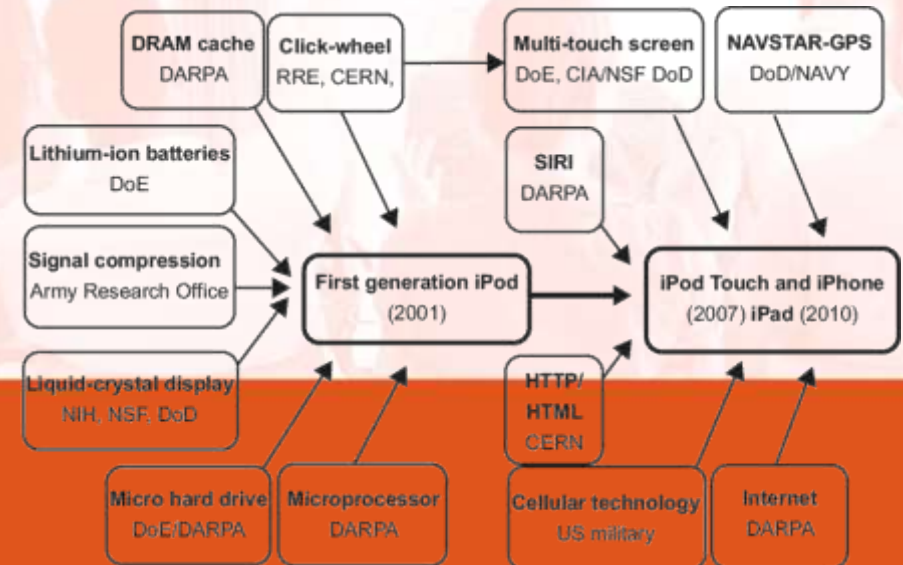 DRAM cache
DARPA
Click-wheel
RRE, CERN,
Multi-touch screen
DoE, CIA/NSF DoD
NAVSTAR-GPS
DoD/NAVY
Lithium-ion batteries
DoE
SIRI
DARPA
Signal compression
Army Research Office
First generation iPod
(2001)
iPod Touch and iPhone
(2007) iPad (2010)
Liquid-crystal display
NIH, NSF, DoD
HTTP/
HTML
CERN
Micro hard drive
DoE/DARPA
Microprocessor
DARPA
Cellular technology
US military
Internet
DARPA